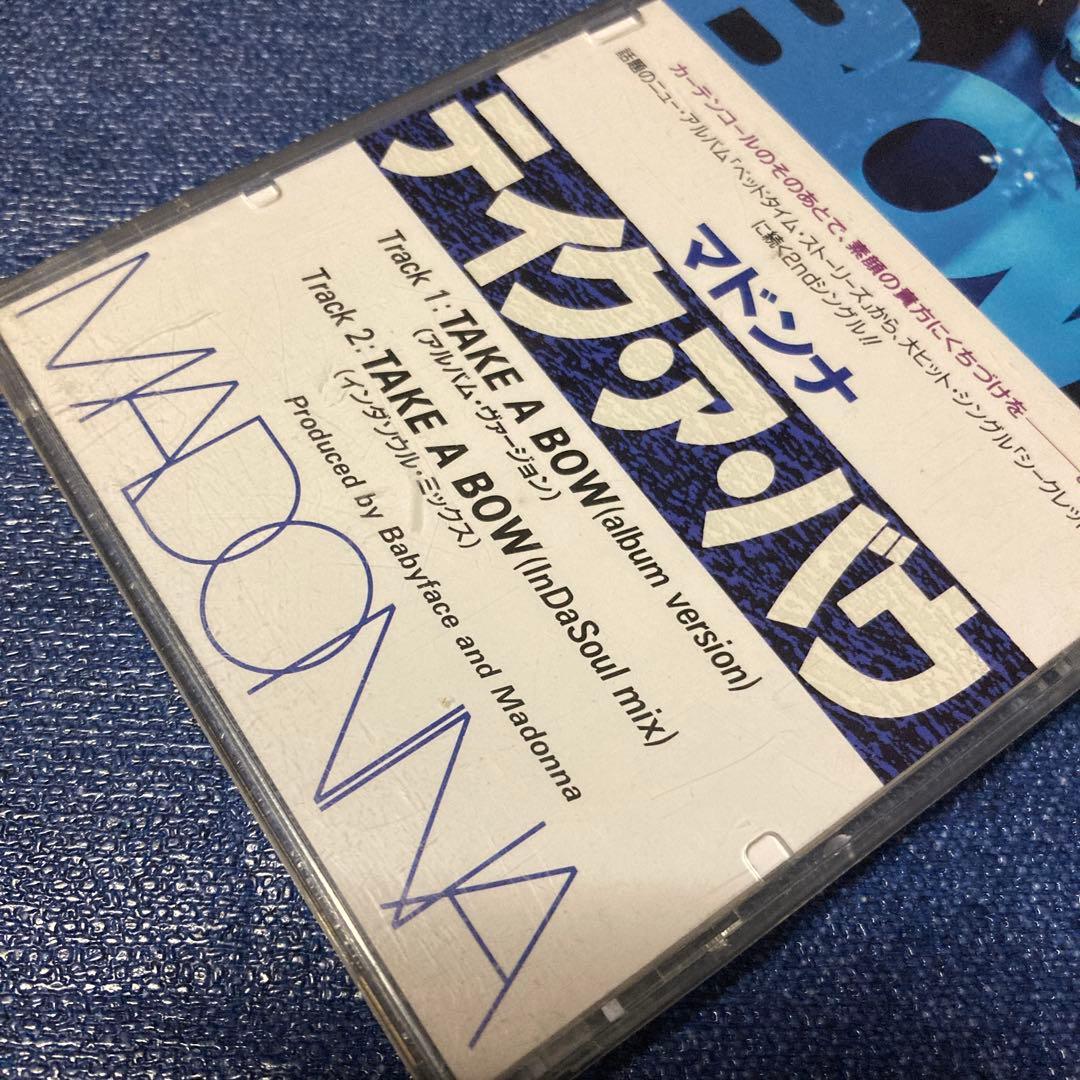 BOW
カーテンコールのそのあとで、素顔の貴方にくちづけを──
話題のニュー・アルバム「ベッドタイム・ストーリーズ」から、大ヒット・シングル「シークレッ
に続く2ndシングル!!
マドンナ
テイク・ア・バウ
Track 1: TAKE A BOW (album version)
(アルバム・ヴァージョン)
Track 2: TAKE A BOW (InDaSoul mix)
(インダソウル・ミックス)
Produced by Babyface and Madonna
MADONNA